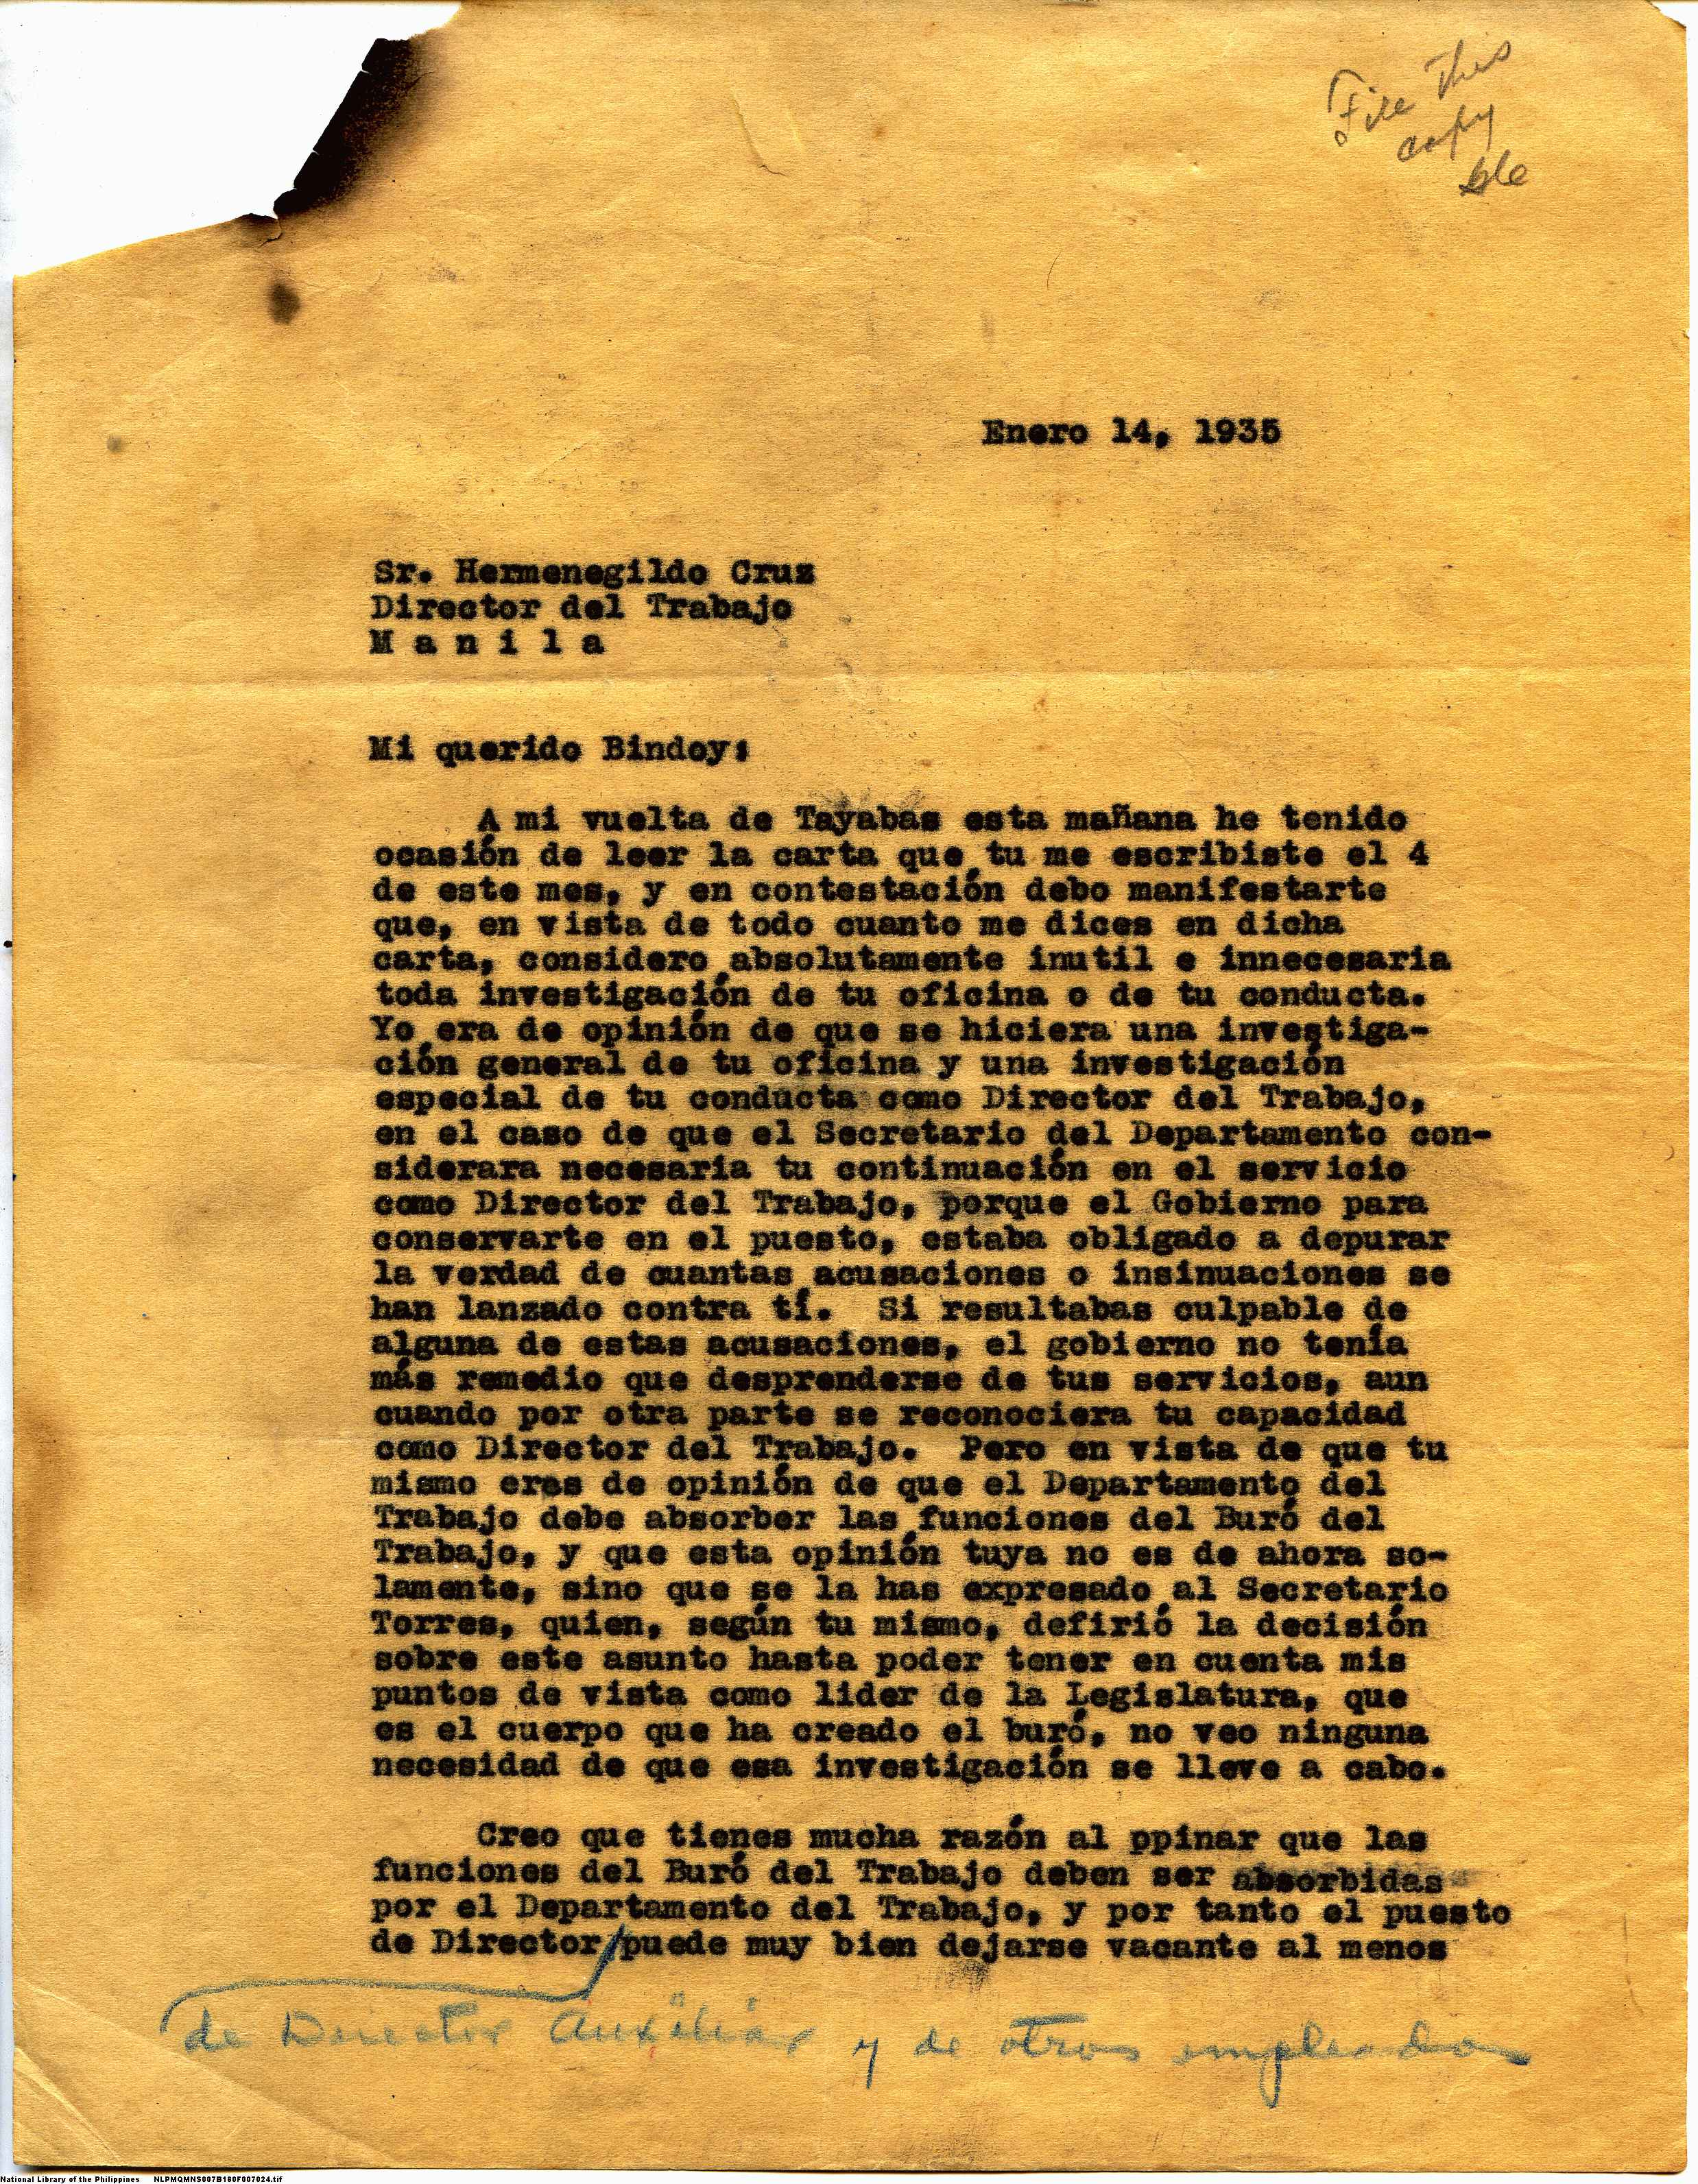 File this
copy
Enero 14, 1935
Sr. Hermenegildo Cruz
Director del Trabajo
M a n i l a
Mi querido Bindoy:
A mi vuelta de Tayabas esta mañana he tenido
ocasión de leer la carta que tu me escribiste el 4
de este mes, y en contestación debo manifestarte
que, en vista de todo cuanto me dices en dicha
carta, considero absolutamente inutil e innecesaria
toda investigación de tu oficina o de tu conducta.
Yo era de opinión de que se hiciera una investiga-
ción general de tu oficina y una investigación
especial de tu conducta como Director del Trabajo,
en el caso de que el Secretario del Departamento con-
siderara necesaria tu continuación en el servicio
como Director del Trabajo, porque el Gobierno para
conservarte en el puesto, estaba obligado a depurar
la verdad de cuantas acusaciones o insinuaciones se
han lanzado contra tí. Si resultabas culpable de
alguna de estas acusaciones, el gobierno no tenía
más remedio que desprenderse de tus servicios, aun
cuando por otra parte se reconociera tu capacidad
como Director del Trabajo. Pero en vista de que tu
mismo eres de opinión de que el Departamento del
Trabajo debe absorber las funciones del Buró del
Trabajo, y que esta opinión tuya no es de ahora so-
lamente, sino que se la has expresado al Secretario
Torres, quien, según tu mismo, defirió la decisión
sobre este asunto hasta poder tener en cuenta mis
puntos de vista como lider de la Legislatura, que
es el cuerpo que ha creado el buró, no veo ninguna
necesidad de que esa investigación se lleve a cabo.
Creo que tienes mucha razón al ppinar que las
funciones del Buró del Trabajo deben ser absorbidas
por el Departamento del Trabajo, y por tanto el puesto
de Director/puede muy bien dejarse vacante al menos
de Director Auxiliar y de otros empleados
National Library of the Philippines NLPMQMNS007B180F007024.tif